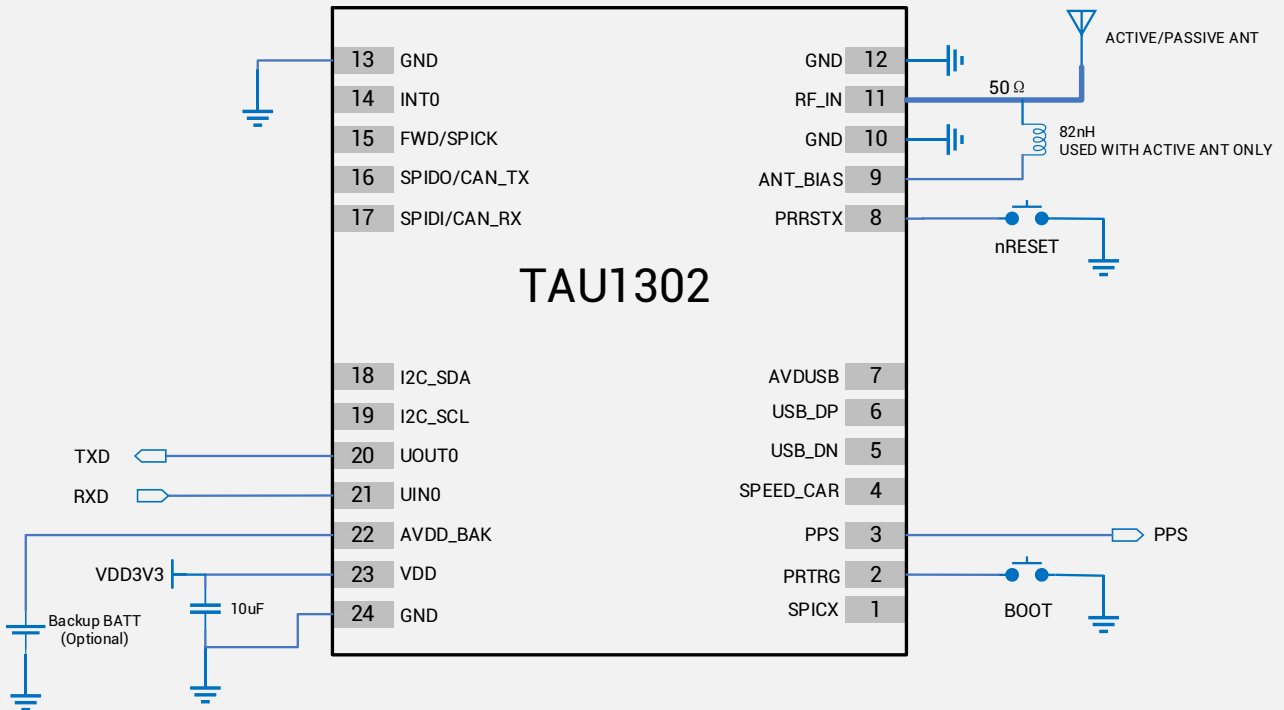 ACTIVE/PASSIVE ANT
13 GND
GND 12
14 INT0
RF_IN 11
50 Ω
15 FWD/SPICK
GND 10
82nH
USED WITH ACTIVE ANT ONLY
16 SPIDO/CAN_TX
ANT_BIAS 9
17 SPIDI/CAN_RX
PRRSTX 8
nRESET
TAU1302
18 I2C_SDA
AVDUSB 7
19 I2C_SCL
USB_DP 6
TXD
20 UOUT0
USB_DN 5
RXD
21 UIN0
SPEED_CAR 4
22 AVDD_BAK
PPS 3
PPS
VDD3V3
23 VDD
PRTRG 2
BOOT
10uF
24 GND
SPICX 1
Backup BATT
(Optional)